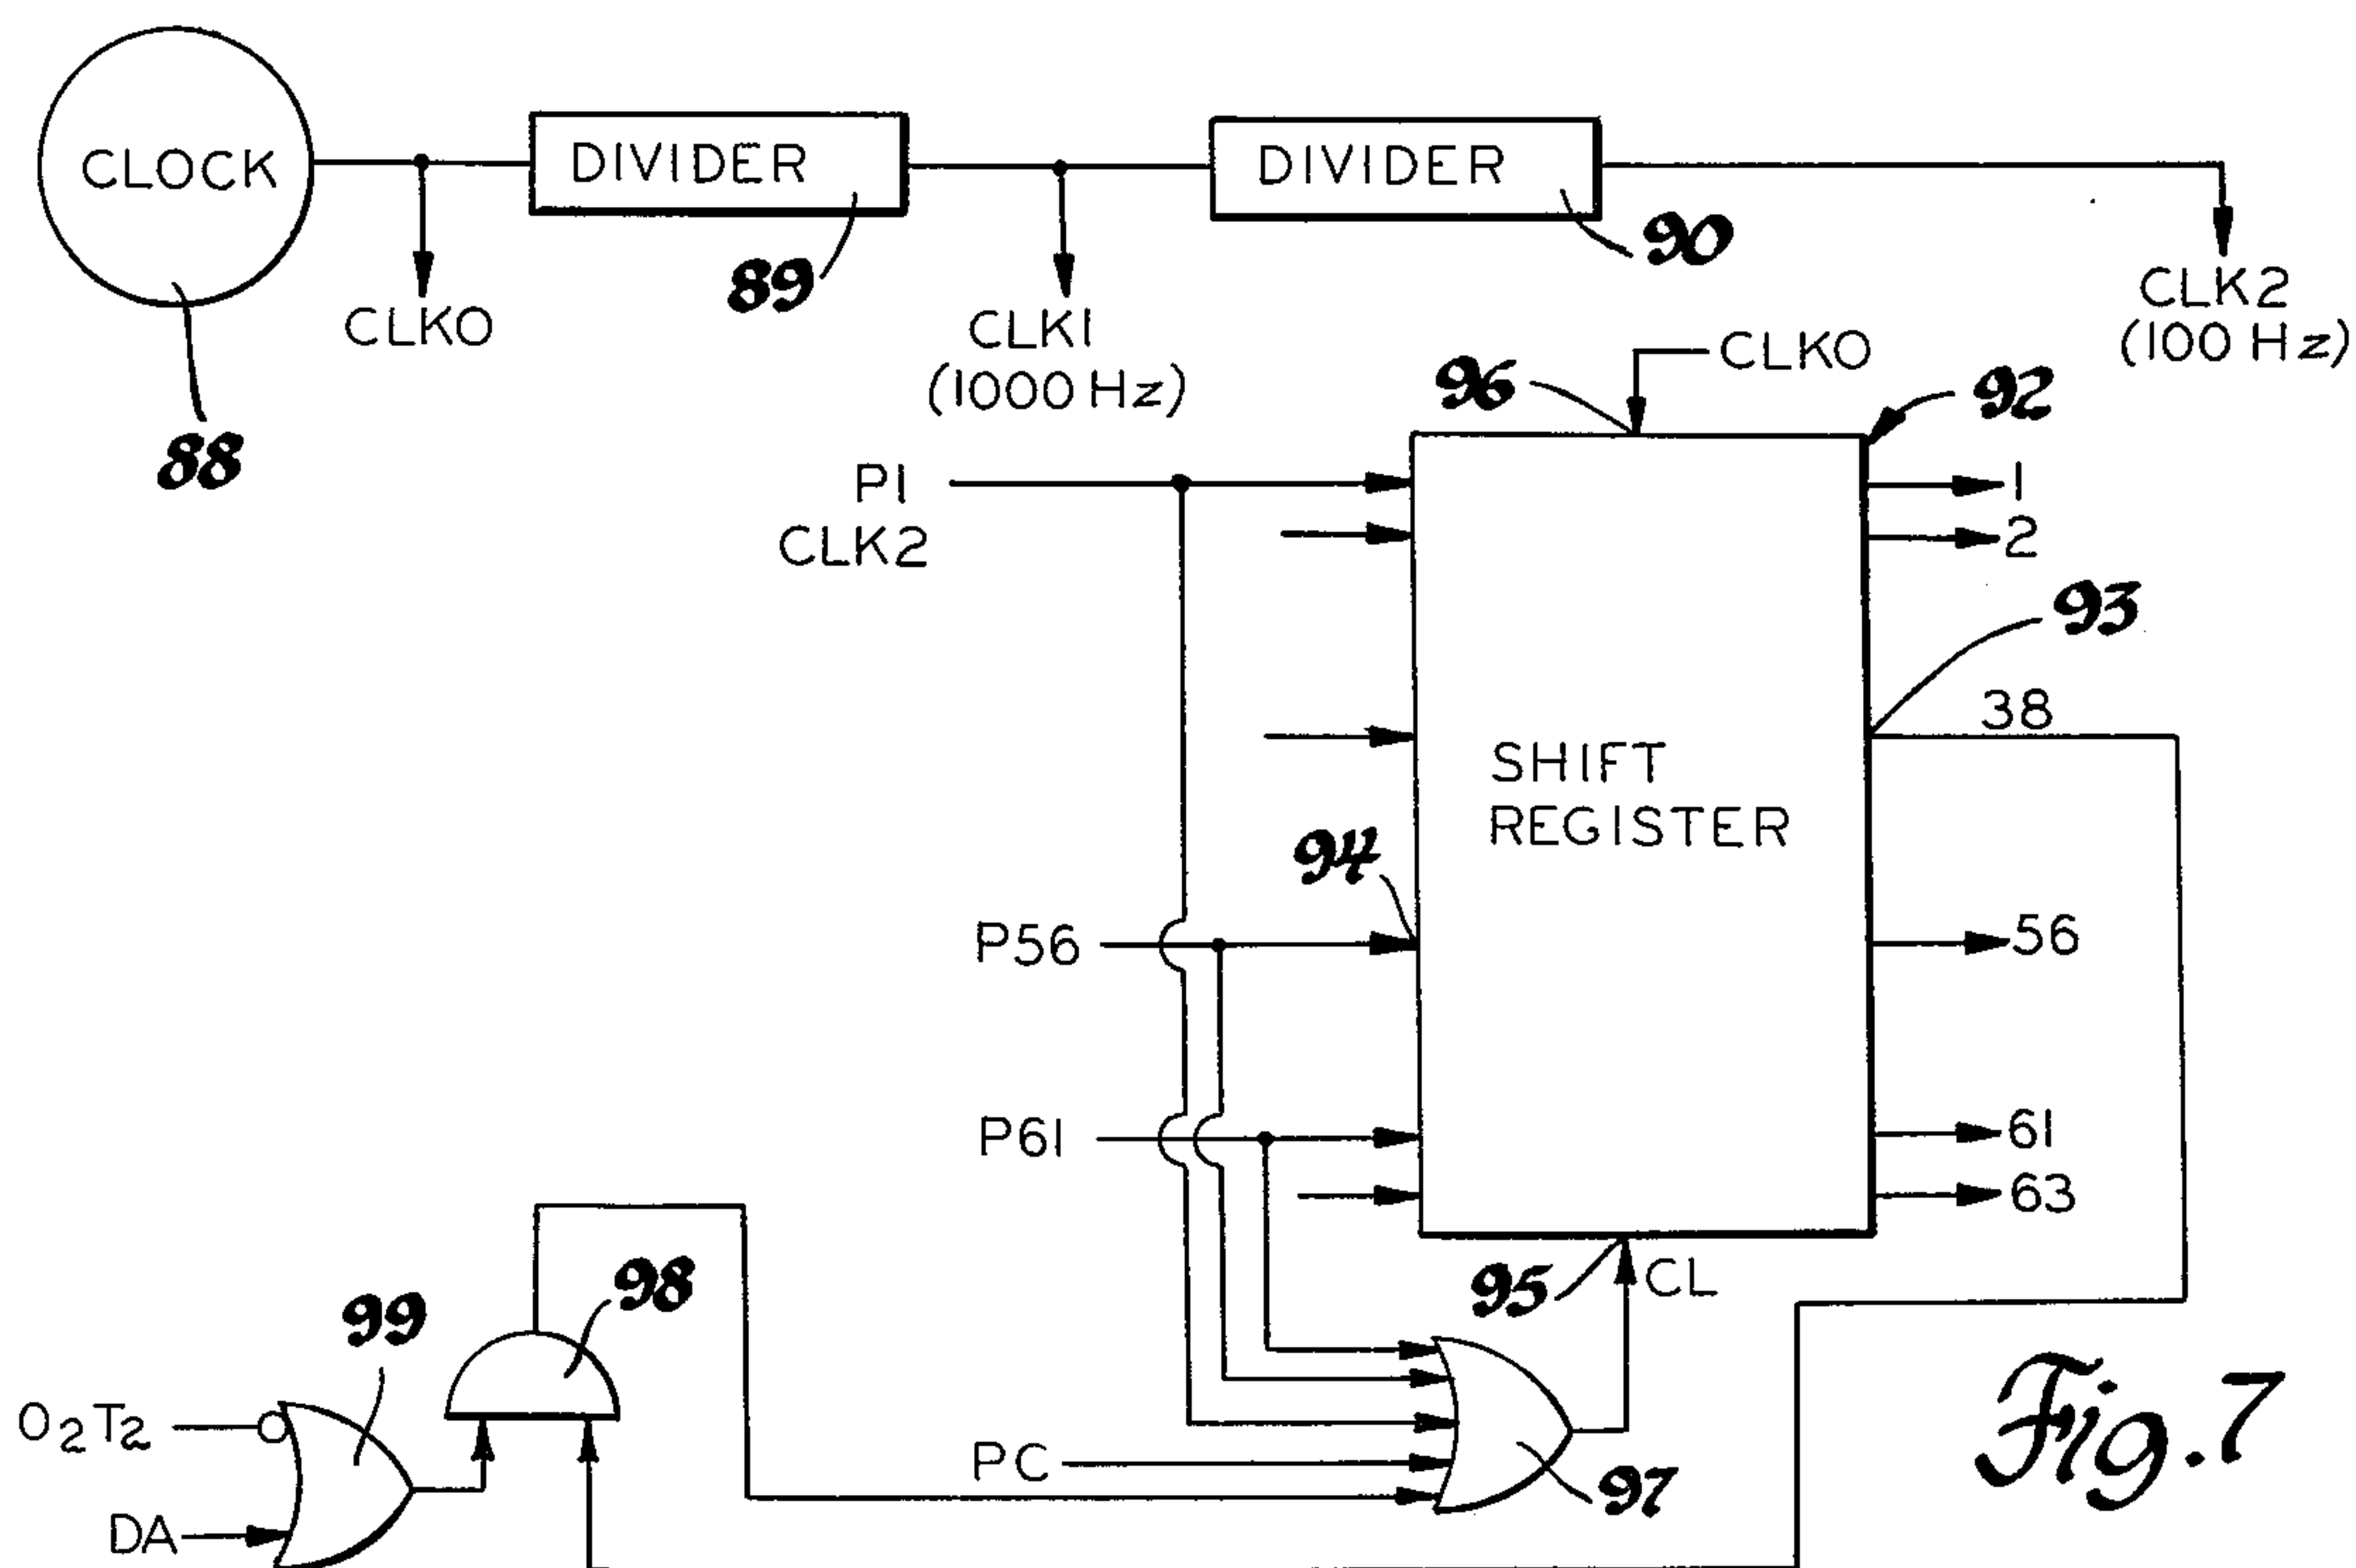 CLOCK
DIVIDER
DIVIDER
88
CLKO
89
CLK1
(1000 Hz)
90
CLK2
(100 Hz)
96
CLKO
92
P1
CLK2
1
2
93
38
SHIFT
REGISTER
94
P56
56
P61
61
63
95
CL
99
98
O2T2
DA
PC
97
Fig. 7